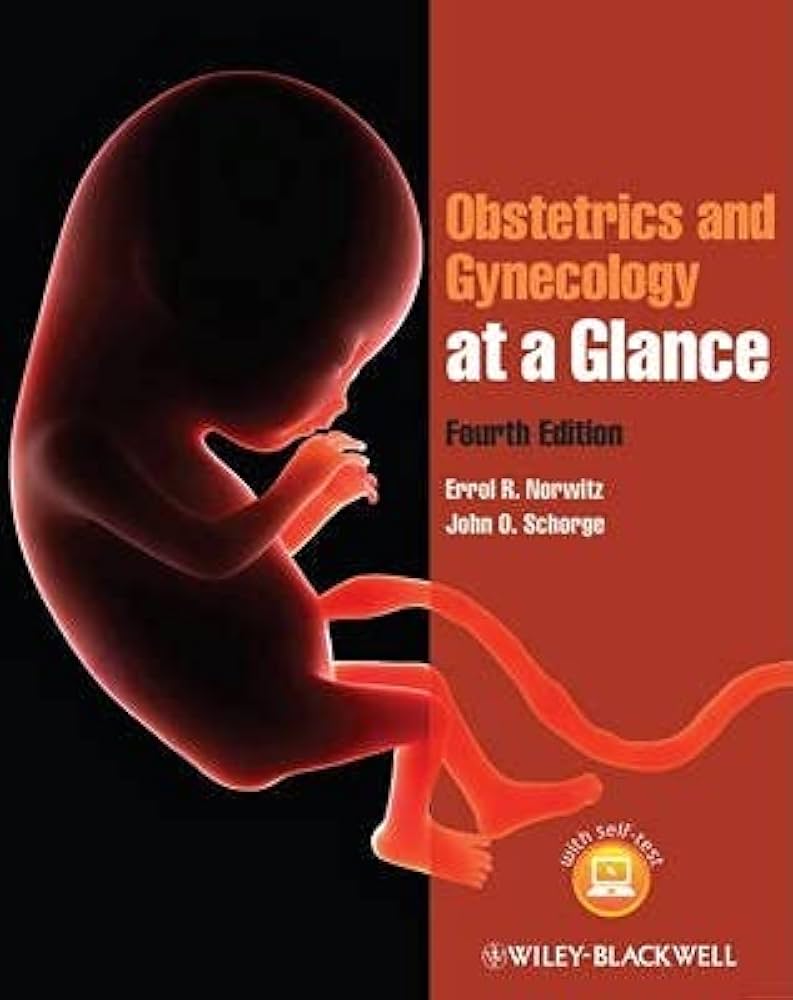 Obstetrics and
Gynecology
at a Glance
Fourth Edition
Errol R. Norwitz
John O. Schorge
with self-test
WILEY-BLACKWELL